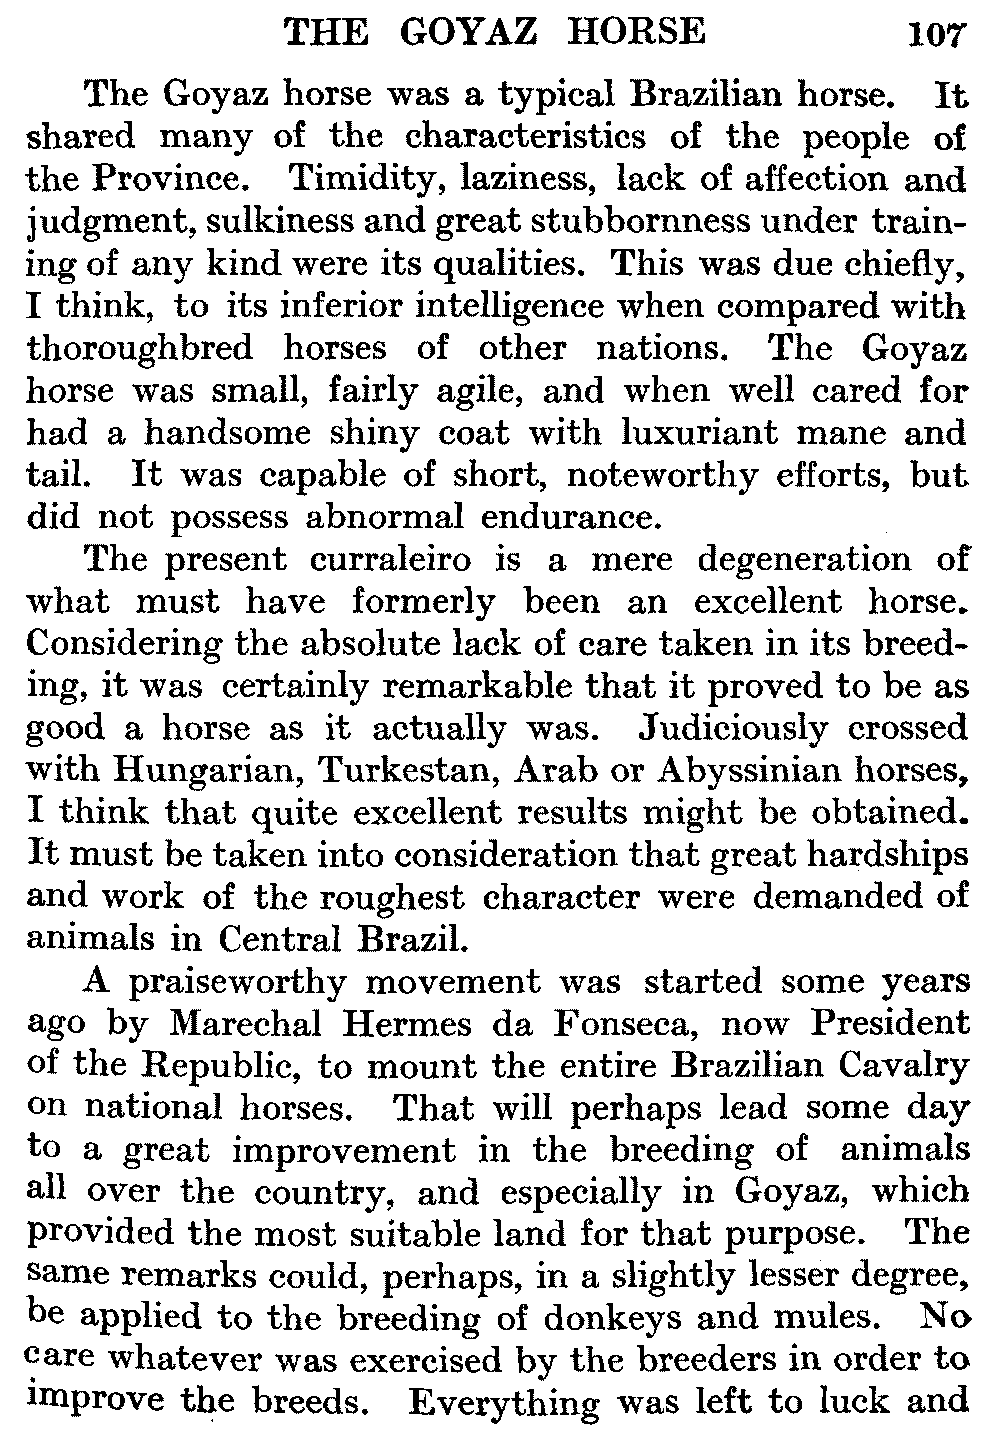 THE GOYAZ HORSE 107
The Goyaz horse was a typical Brazilian horse. It
shared many of the characteristics of the people of
the Province. Timidity, laziness, lack of affection and
judgment, sulkiness and great stubbornness under train-
ing of any kind were its qualities. This was due chiefly,
I think, to its inferior intelligence when compared with
thoroughbred horses of other nations. The Goyaz
horse was small, fairly agile, and when well cared for
had a handsome shiny coat with luxuriant mane and
tail. It was capable of short, noteworthy efforts, but
did not possess abnormal endurance.
The present curraleiro is a mere degeneration of
what must have formerly been an excellent horse.
Considering the absolute lack of care taken in its breed-
ing, it was certainly remarkable that it proved to be as
good a horse as it actually was. Judiciously crossed
with Hungarian, Turkestan, Arab or Abyssinian horses,
I think that quite excellent results might be obtained.
It must be taken into consideration that great hardships
and work of the roughest character were demanded of
animals in Central Brazil.
A praiseworthy movement was started some years
ago by Marechal Hermes da Fonseca, now President
of the Republic, to mount the entire Brazilian Cavalry
on national horses. That will perhaps lead some day
to a great improvement in the breeding of animals
all over the country, and especially in Goyaz, which
provided the most suitable land for that purpose. The
same remarks could, perhaps, in a slightly lesser degree,
be applied to the breeding of donkeys and mules. No
care whatever was exercised by the breeders in order to
improve the breeds. Everything was left to luck and